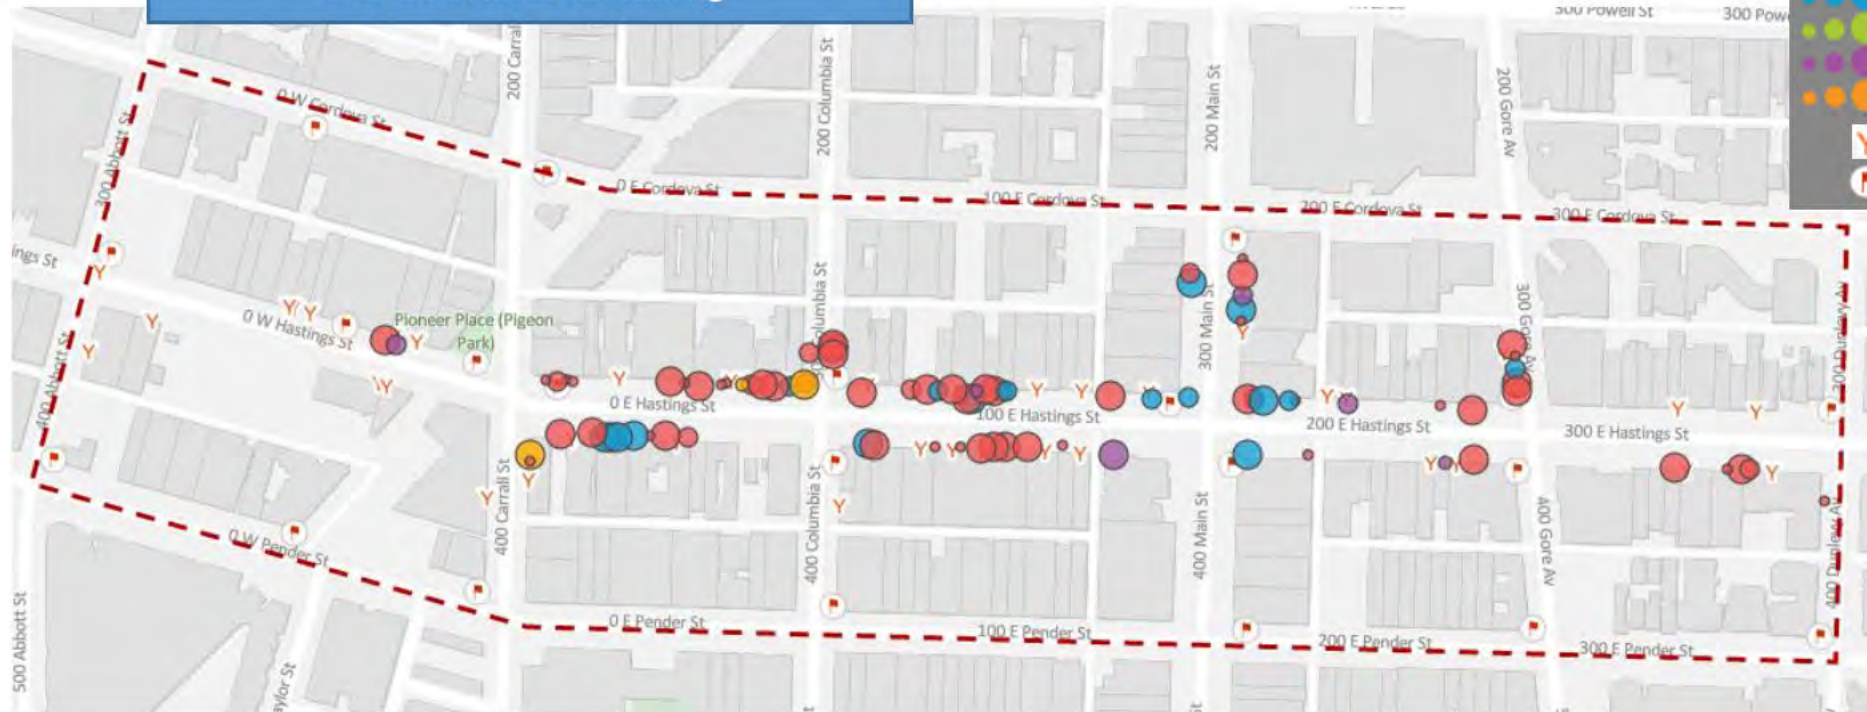 300 Powell St
200 Carrall
200 Columbia St
200 Main St
200 Gore Av
0 W Cordova St
300 Abbott St
0 E Cordova St
100 E Cordova St
200 E Cordova St
300 E Cordova St
ings St
0 W Hastings St
Pioneer Place (Pigeon
Park)
Columbia St
300 Main St
300 Gore Av
300 Dunlevy Av
400 Abbott St
0 E Hastings St
100 E Hastings St
200 E Hastings St
300 E Hastings St
400 Carrall St
400 Columbia St
400 Main St
400 Gore Av
400 Dunlevy Av
0 W Pender St
0 E Pender St
100 E Pender St
200 E Pender St
300 E Pender St
500 Abbott St
aylor St